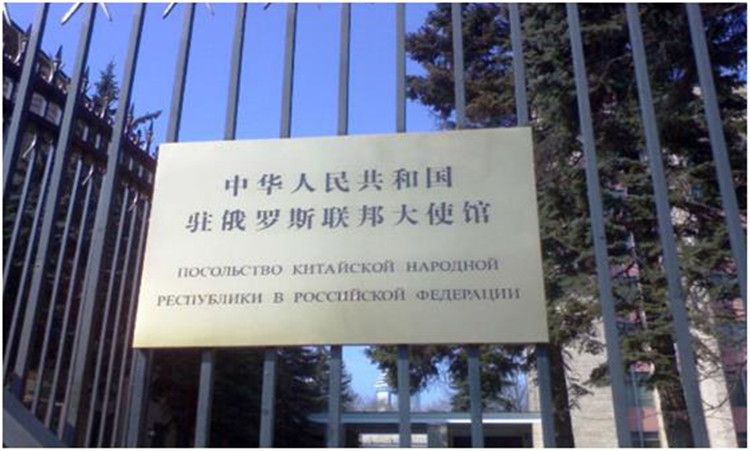 中华人民共和国
驻俄罗斯联邦大使馆
ПОСОЛЬСТВО КИТАЙСКОЙ НАРОДНОЙ
РЕСПУБЛИКИ В РОССИЙСКОЙ ФЕДЕРАЦИИ